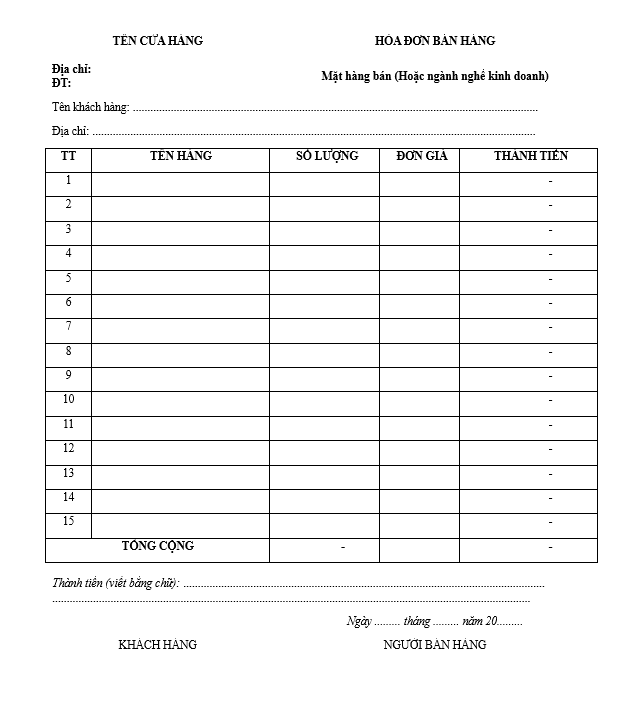 TÊN CỬA HÀNG HÓA ĐƠN BÁN HÀNG
Địa chỉ:
ĐT:
Mặt hàng bán (Hoặc ngành nghề kinh doanh)
Tên khách hàng: ..........................................................................................................................................
Địa chỉ: ......................................................................................................................................................
TT TÊN HÀNG SỐ LƯỢNG ĐƠN GIÁ THÀNH TIỀN
1 -
2 -
3 -
4 -
5 -
6 -
7 -
8 -
9 -
10 -
11 -
12 -
13 -
14 -
15 -
TỔNG CỘNG - -
Thành tiền (viết bằng chữ): ..........................................................................................................................
..................................................................................................................................................................
Ngày ......... tháng ......... năm 20.........
KHÁCH HÀNG NGƯỜI BÁN HÀNG